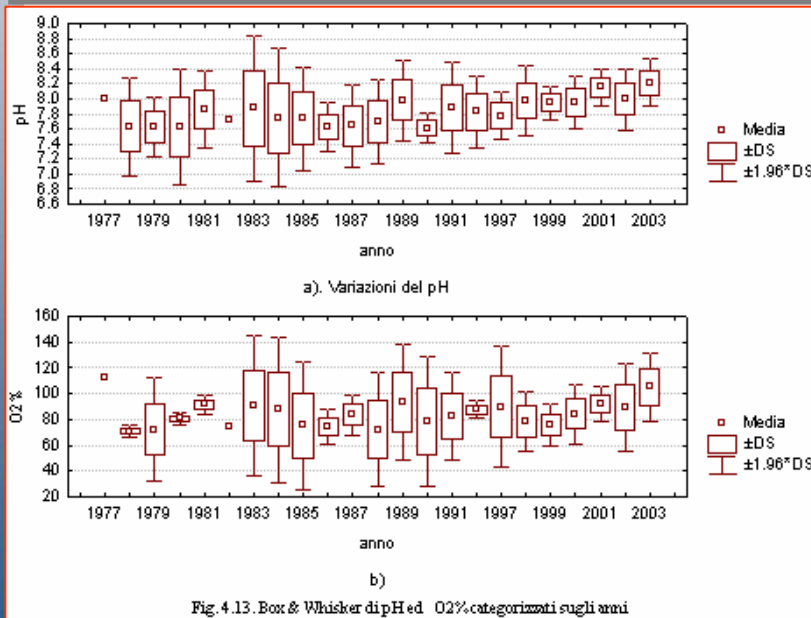 9.0
8.8
8.6
8.4
8.2
8.0
7.8
7.6
7.4
7.2
7.0
6.8
6.6
pH
1977 1979 1981 1983 1985 1987 1989 1991 1997 1999 2001 2003
anno
Media
±DS
±1.96*DS
a). Variazioni del pH
160
140
120
100
80
60
40
20
O2%
1977 1979 1981 1983 1985 1987 1989 1991 1997 1999 2001 2003
anno
Media
±DS
±1.96*DS
b)
Fig. 4.13. Box & Whisker di pH ed O2% categorizzati sugli anni